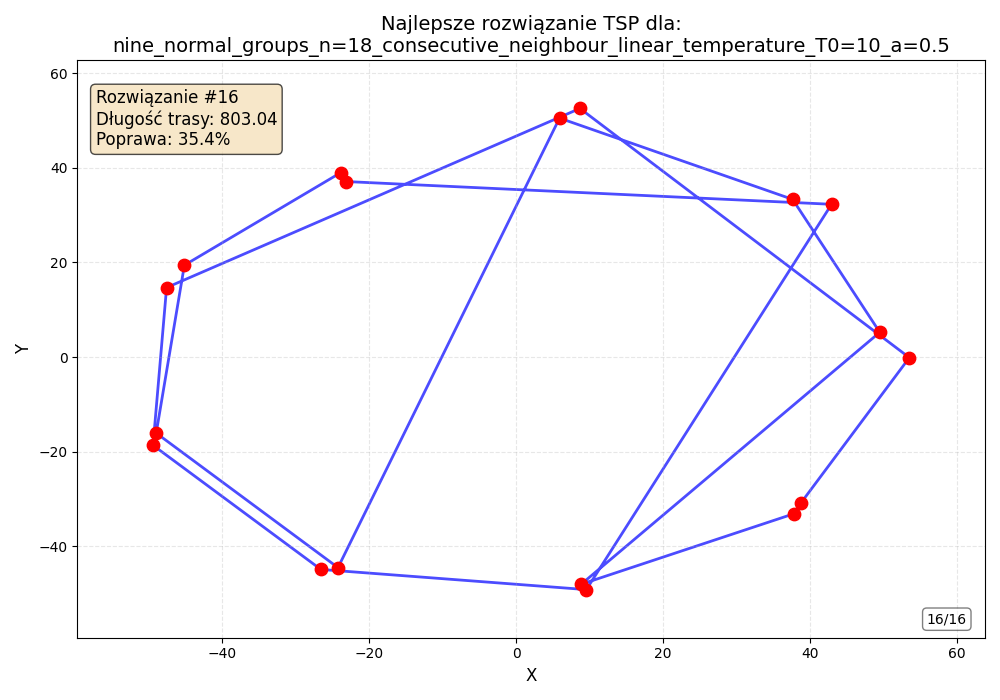 Najlepsze rozwiązanie TSP dla:
nine_normal_groups_n=18_consecutive_neighbour_linear_temperature_T0=10_a=0.5
Rozwiązanie #16
Długość trasy: 803.04
Poprawa: 35.4%
60
40
20
0
−20
−40
Y
−40
−20
0
20
40
60
X
16/16